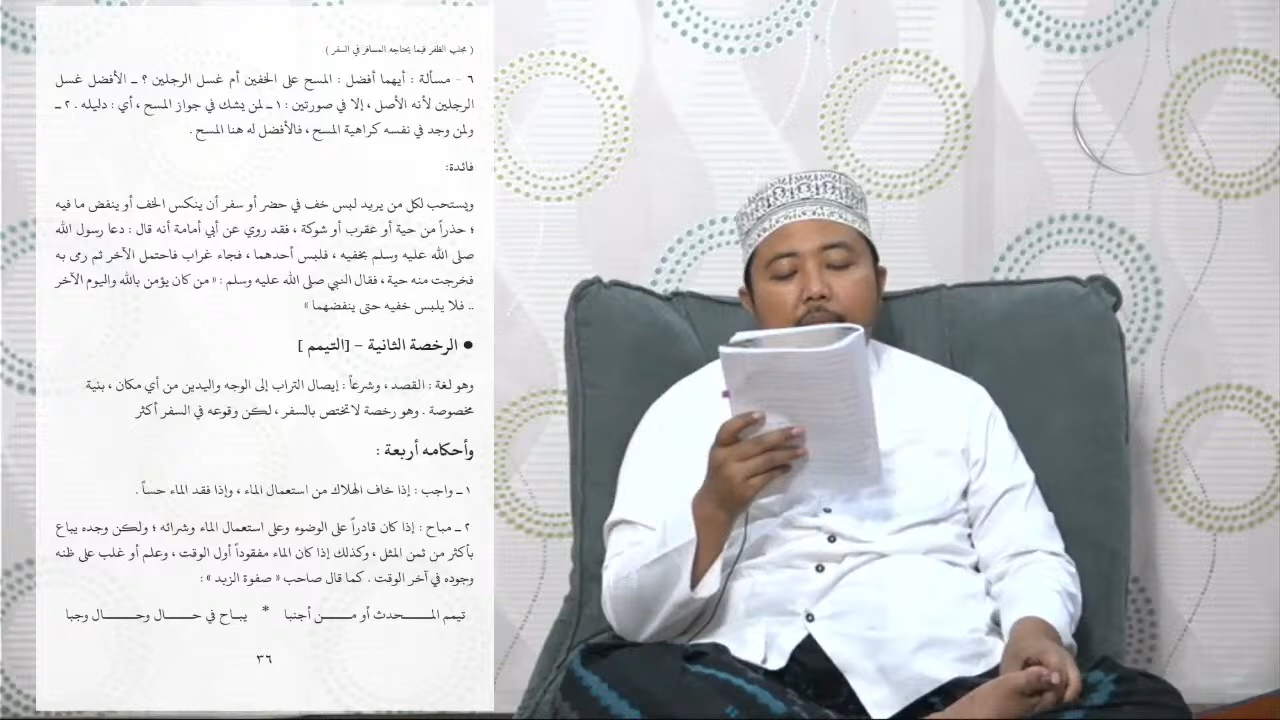 ( مجلب الظفر فيما يحتاجه المسافر في السفر )
٦ - مسألة : أيهما أفضل : المسح على الخفين أم غسل الرجلين ؟ ــ الأفضل غسل
الرجلين لأنه الأصل ، إلا في صورتين : ١ ــ لمن يشك في جواز المسح ، أي : دليله . ٢ ــ
ولمن وجد في نفسه كراهية المسح ، فالأفضل له هنا المسح .
فائدة:
ويستحب لكل من يريد لبس خف في حضر أو سفر أن ينكس الخف أو ينفض ما فيه
؛ حذراً من حية أو عقرب أو شوكة ، فقد روي عن أبي أمامة أنه قال : دعا رسول الله
صلى الله عليه وسلم بخفيه ، فلبس أحدهما ، فجاء غراب فاحتمل الآخر ثم رمى به
فخرجت منه حية ، فقال النبي صلى الله عليه وسلم : « من كان يؤمن بالله واليوم الآخر
.. فلا يلبس خفيه حتى ينفضهما »
● الرخصة الثانية – [التيمم ]
وهو لغة : القصد ، وشرعاً : إيصال التراب إلى الوجه واليدين من أي مكان ، بنية
مخصوصة . وهو رخصة لا تختص بالسفر ، لكن وقوعه في السفر أكثر
وأحكامه أربعة :
١ ــ واجب : إذا خاف الهلاك من استعمال الماء ، وإذا فقد الماء حساً .
٢ ــ مباح : إذا كان قادراً على الوضوء وعلى استعمال الماء وشرائه ؛ ولكن وجده يباع
بأكثر من ثمن المثل ، وكذلك إذا كان الماء مفقوداً أول الوقت ، وعلم أو غلب على ظنه
وجوده في آخر الوقت . كما قال صاحب « صفوة الزبد » :
تيمم المـــــحدث أو مـــــن أجنبا * يبـاح في حـــــال وحـــــال وجبا
٣٦